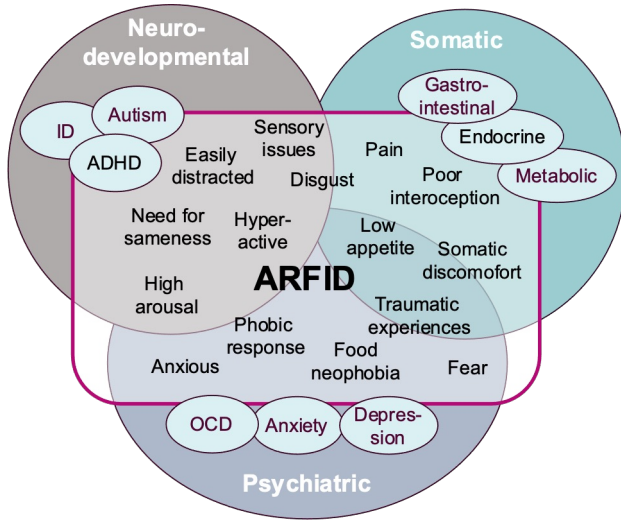 Neuro-
developmental
Somatic
Gastro-
intestinal
Autism
ID
Endocrine
ADHD
Sensory
issues
Pain
Easily
distracted
Disgust
Poor
interoception
Metabolic
Need for
sameness
Hyper-
active
Low
appetite
Somatic
discomofort
ARFID
High
arousal
Traumatic
experiences
Phobic
response
Anxious
Food
neophobia
Fear
OCD
Anxiety
Depres-
sion
Psychiatric